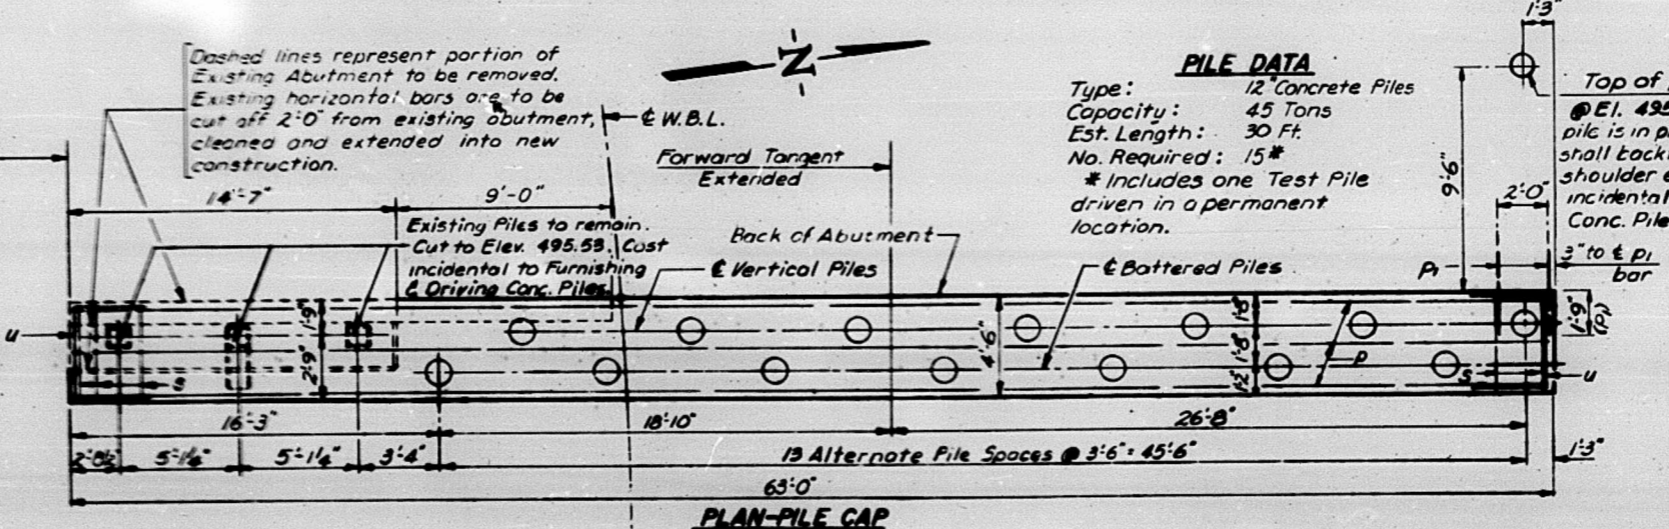 Dashed lines represent portion of
Existing Abutment to be removed.
Existing horizontal bars are to be
cut off 2'-0" from existing abutment,
cleaned and extended into new
construction.
℄ W.B.L.
N
Forward Tangent
Extended
PILE DATA
Type: 12" Concrete Piles
Capacity: 45 Tons
Est. Length: 30 Ft.
No. Required: 15*
* Includes one Test Pile
driven in a permanent
location.
1'-3"
Top of
@ El. 495
pile is in p
shall back
shoulder e
incidental
Conc. Pile
9'-6"
2'-0"
3" to ℄ p1
bar
p1
1'-9"
(p1)
14'-7"
9'-0"
Existing Piles to remain.
Cut to Elev. 495.53. Cost
incidental to Furnishing
& Driving Conc. Piles.
Back of Abutment
℄ Vertical Piles
℄ Battered Piles
u
1'-9"
2'-9"
s
4'-6"
1'-8"
1'-8"
1'-2"
p
s
u
16'-3"
18'-10"
26'-8"
2'-8½"
5'-1¼"
5'-1¼"
3'-4"
13 Alternate Pile Spaces @ 3'-6" = 45'-6"
1'-3"
63'-0"
PLAN-PILE CAP